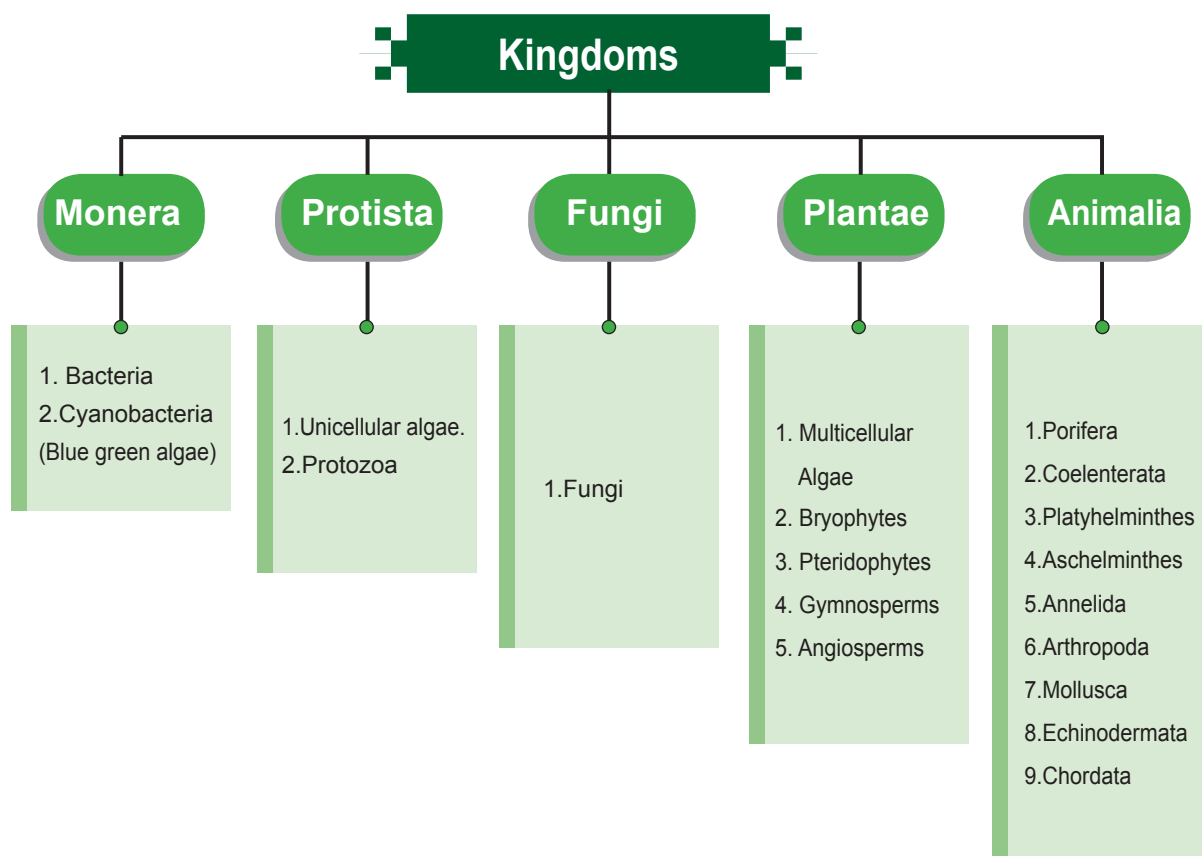 Kingdoms
Monera
Protista
Fungi
Plantae
Animalia
1. Bacteria
2.Cyanobacteria
(Blue green algae)
1.Unicellular algae.
2.Protozoa
1.Fungi
1. Multicellular
Algae
2. Bryophytes
3. Pteridophytes
4. Gymnosperms
5. Angiosperms
1.Porifera
2.Coelenterata
3.Platyhelminthes
4.Aschelminthes
5.Annelida
6.Arthropoda
7.Mollusca
8.Echinodermata
9.Chordata